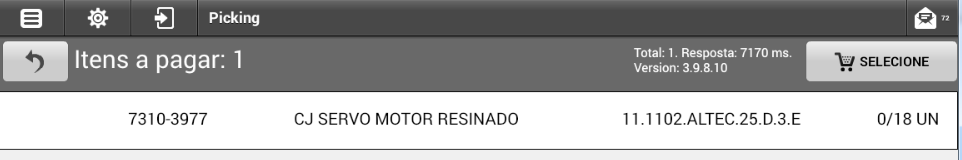 Picking
72
Itens a pagar: 1
Total: 1. Resposta: 7170 ms.
Version: 3.9.8.10
SELECIONE
7310-3977 CJ SERVO MOTOR RESINADO 11.1102.ALTEC.25.D.3.E 0/18 UN